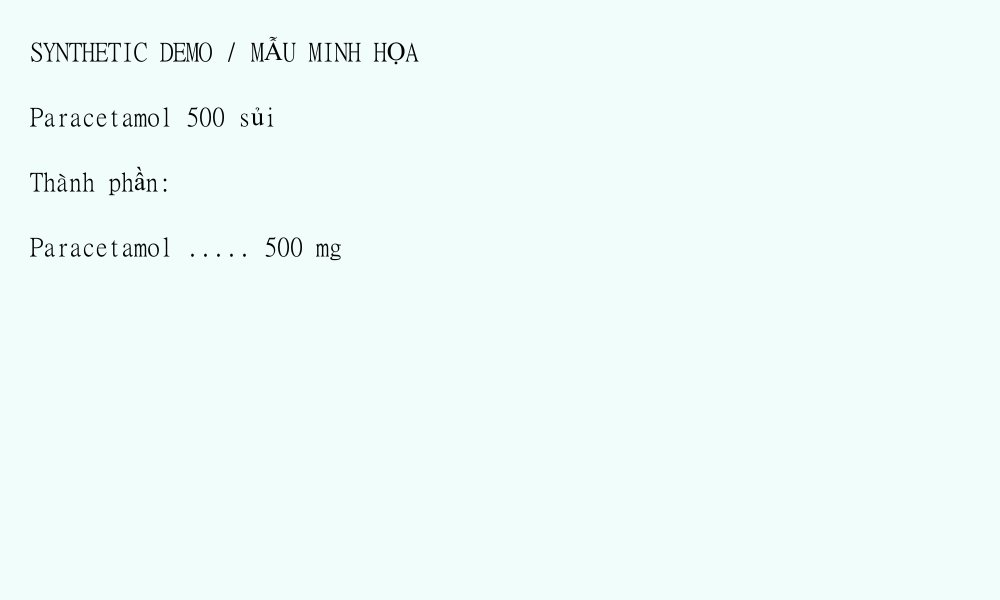 SYNTHETIC DEMO / MẪU MINH HỌA
Paracetamol 500 sủi
Thành phần:
Paracetamol ..... 500 mg